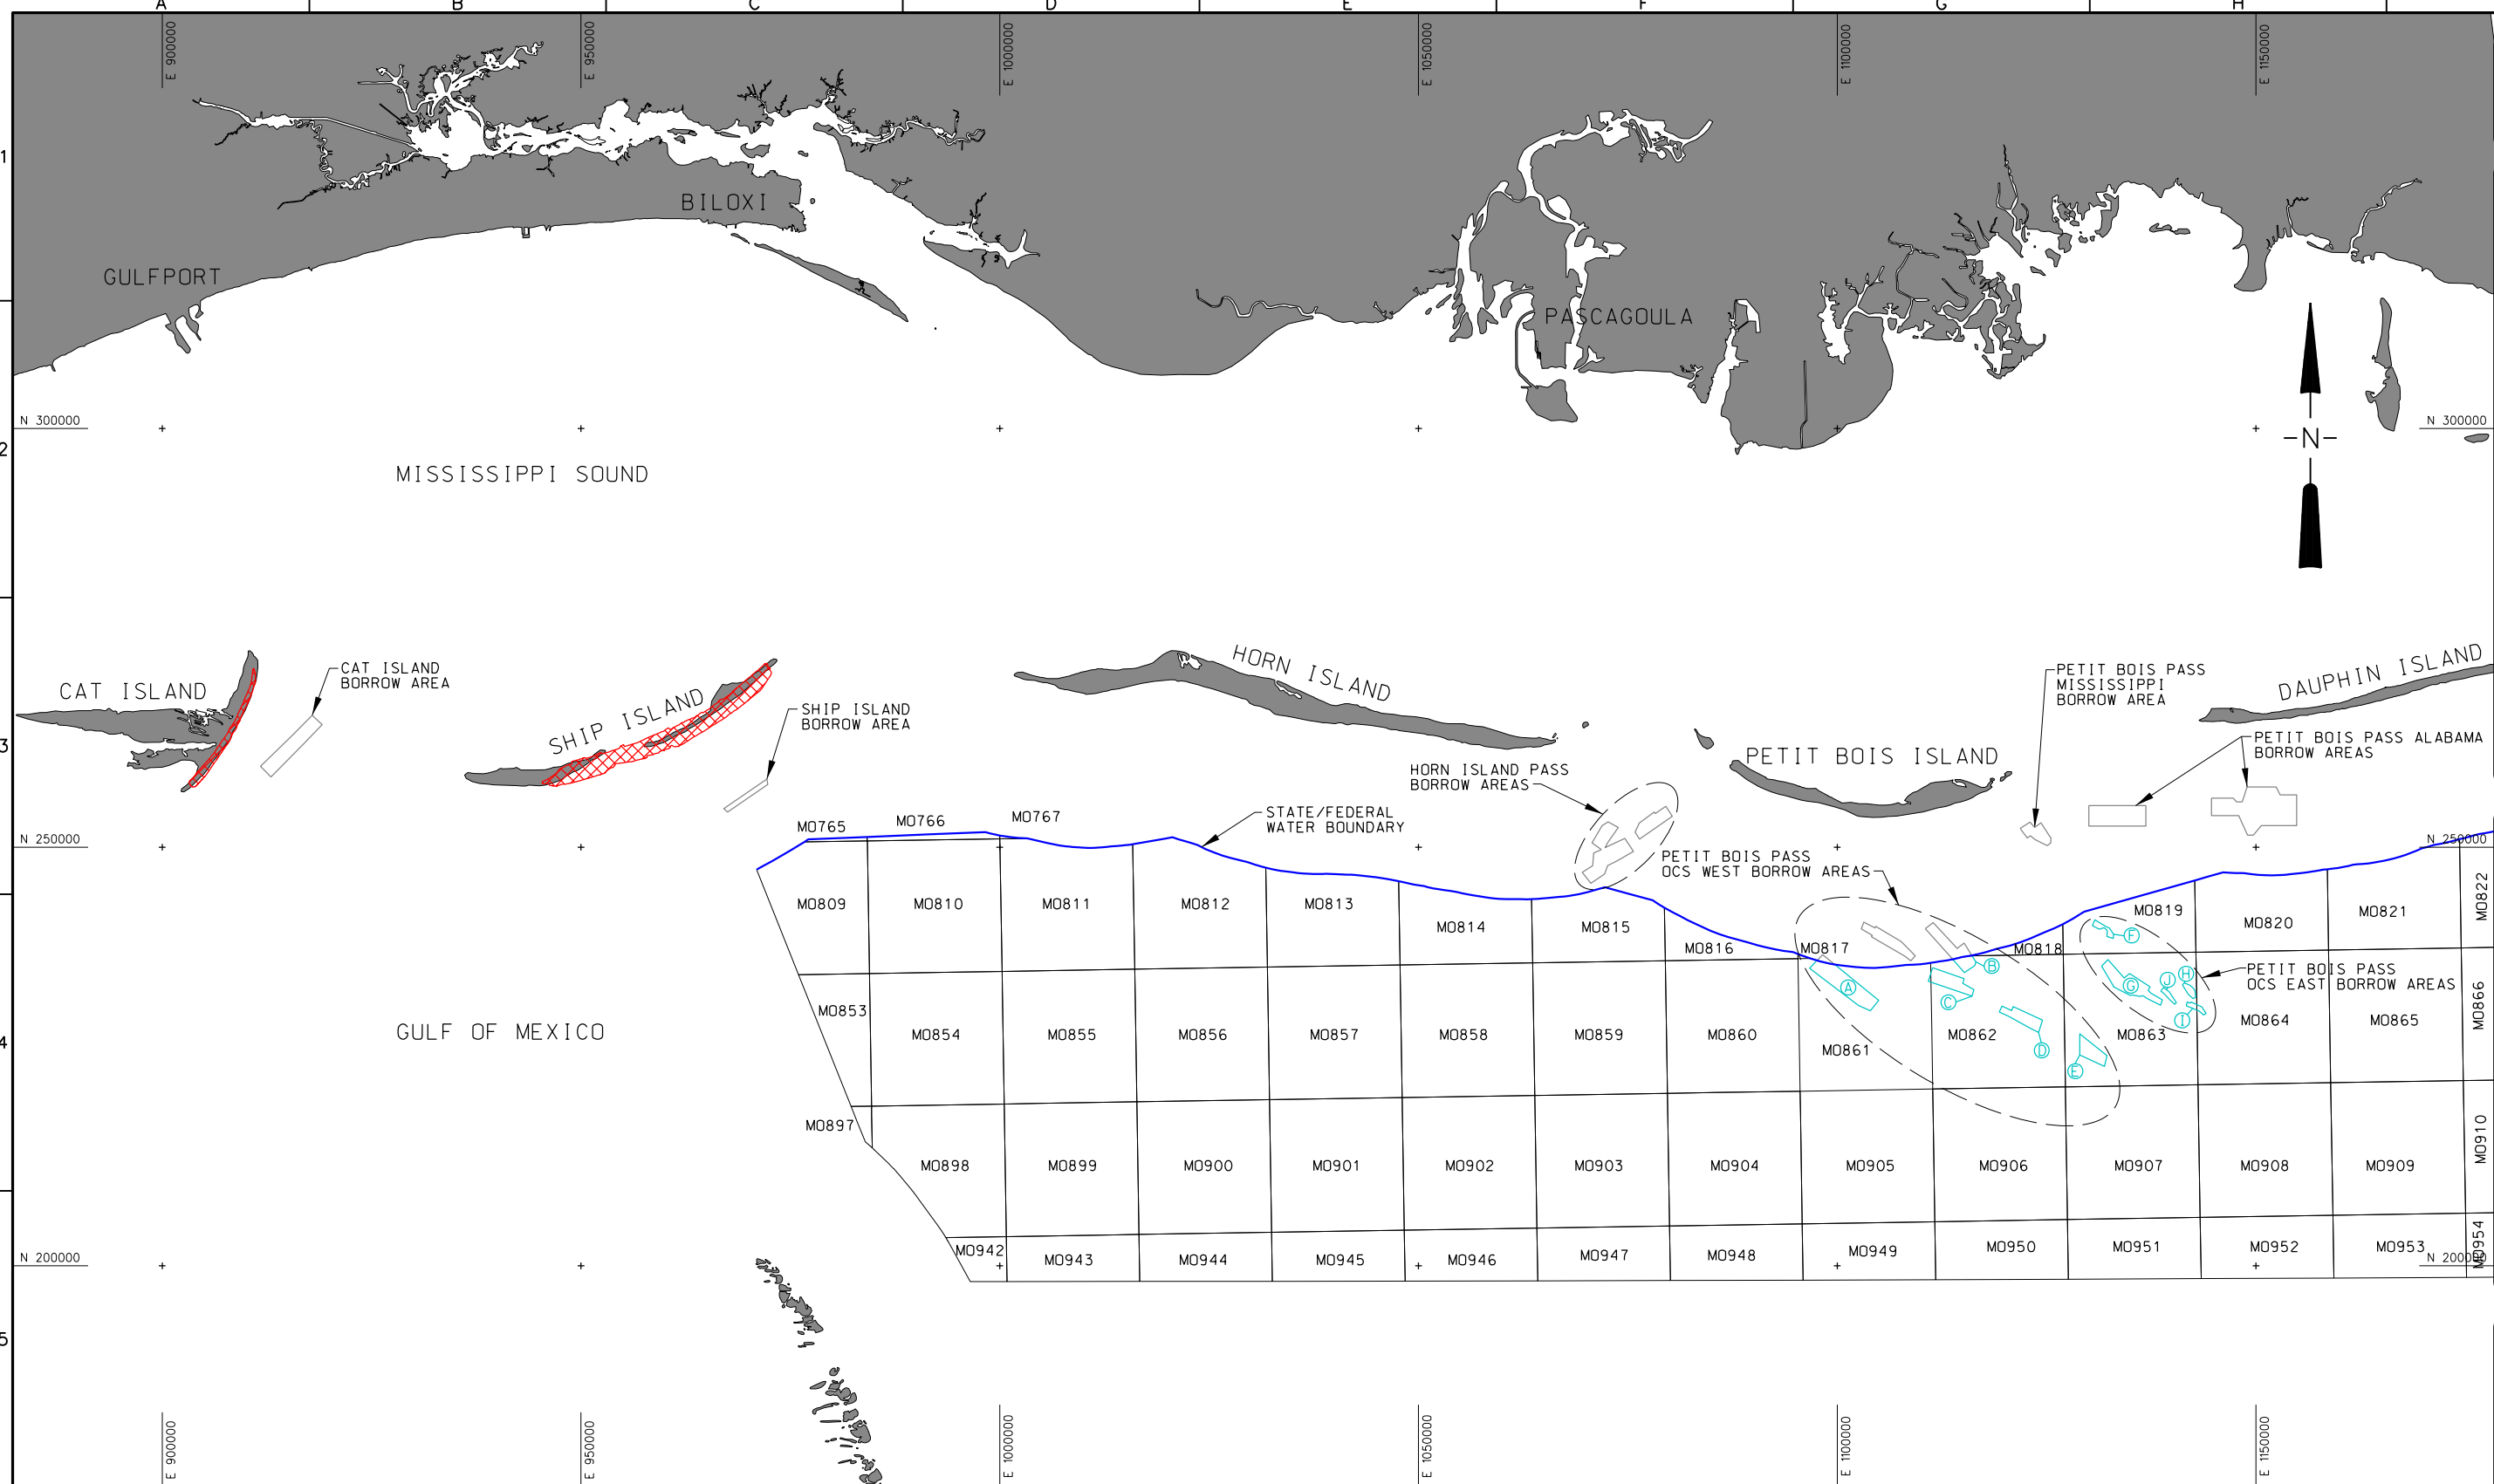 A B C D E F G H
E 900000 E 950000 E 1000000 E 1050000 E 1100000 E 1150000
1
BILOXI
GULFPORT
PASCAGOULA
N 300000 N 300000
2
-N-
MISSISSIPPI SOUND
CAT ISLAND
CAT ISLAND
BORROW AREA
SHIP ISLAND
SHIP ISLAND
BORROW AREA
HORN ISLAND
HORN ISLAND PASS
BORROW AREAS
PETIT BOIS ISLAND
PETIT BOIS PASS
MISSISSIPPI
BORROW AREA
DAUPHIN ISLAND
PETIT BOIS PASS ALABAMA
BORROW AREAS
3
STATE/FEDERAL
WATER BOUNDARY
PETIT BOIS PASS
OCS WEST BORROW AREAS
N 250000 N 250000
MO765 MO766 MO767
MO809 MO810 MO811 MO812 MO813 MO814 MO815 MO816 MO817 MO818 MO819 MO820 MO821 MO822
F
B
PETIT BOIS PASS
OCS EAST BORROW AREAS
A C G J H I
D
E
GULF OF MEXICO
4
MO853 MO854 MO855 MO856 MO857 MO858 MO859 MO860 MO861 MO862 MO863 MO864 MO865 MO866
MO897 MO898 MO899 MO900 MO901 MO902 MO903 MO904 MO905 MO906 MO907 MO908 MO909 MO910
MO942 MO943 MO944 MO945 MO946 MO947 MO948 MO949 MO950 MO951 MO952 MO953 MO954
N 200000 N 200000
5
E 900000 E 950000 E 1000000 E 1050000 E 1100000 E 1150000